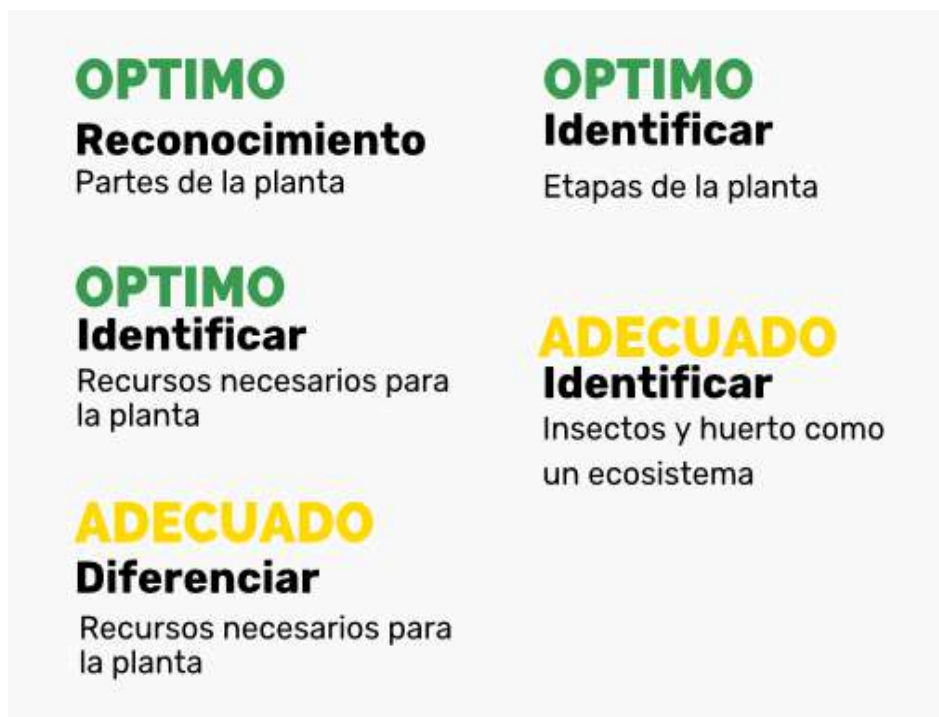 OPTIMO
Reconocimiento
Partes de la planta
OPTIMO
Identificar
Recursos necesarios para
la planta
ADECUADO
Diferenciar
Recursos necesarios para
la planta
OPTIMO
Identificar
Etapas de la planta
ADECUADO
Identificar
Insectos y huerto como
un ecosistema